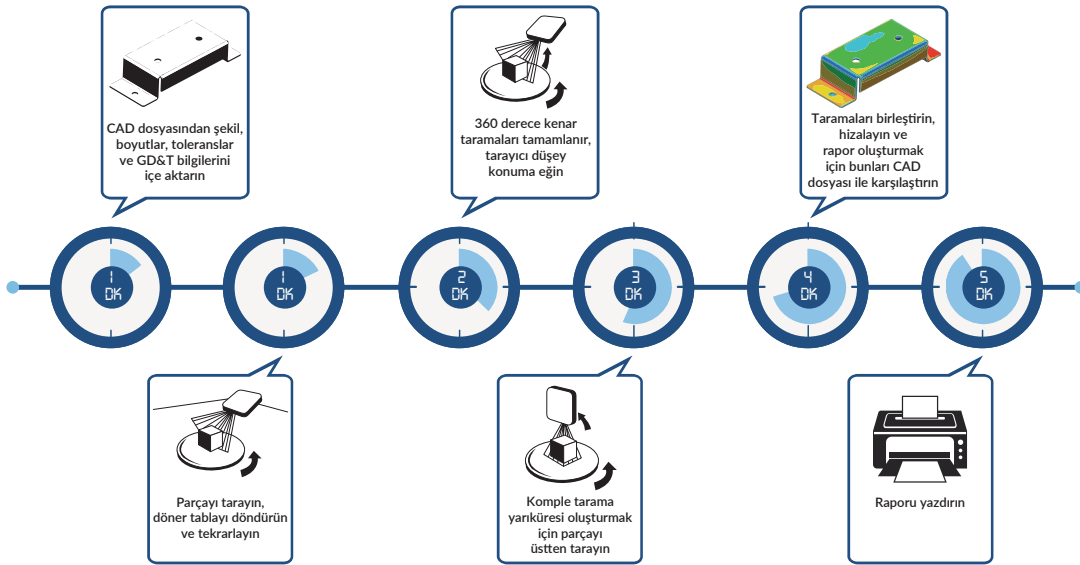 CAD dosyasından şekil,
boyutlar, toleranslar
ve GD&T bilgilerini
içe aktarın
1
DK
Parçayı tarayın,
döner tablayı döndürün
ve tekrarlayın
1
DK
360 derece kenar
taramaları tamamlanır,
tarayıcı düşey
konuma eğin
2
DK
Komple tarama
yarıküresi oluşturmak
için parçayı
üstten tarayın
3
DK
Taramaları birleştirin,
hizalayın ve
rapor oluşturmak
için bunları CAD
dosyası ile karşılaştırın
4
DK
Raporu yazdırın
5
DK